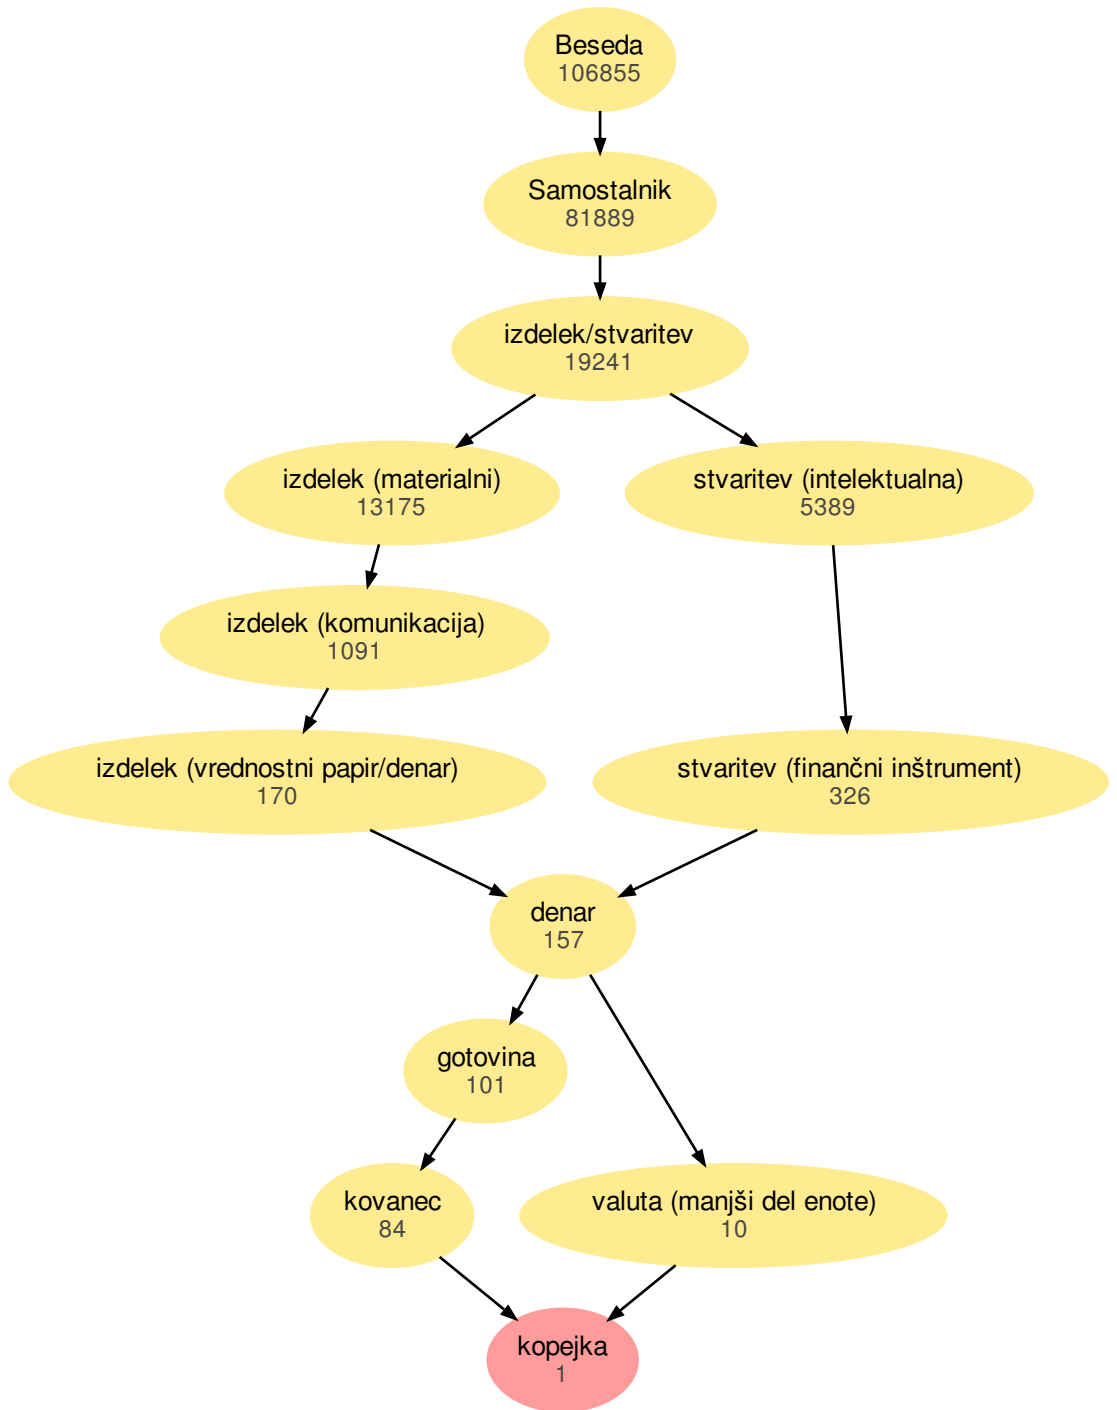 Beseda
106855
Samostalnik
81889
izdelek/stvaritev
19241
izdelek (materialni)
13175
stvaritev (intelektualna)
5389
izdelek (komunikacija)
1091
izdelek (vrednostni papir/denar)
170
stvaritev (finančni inštrument)
326
denar
157
gotovina
101
kovanec
84
valuta (manjši del enote)
10
kopejka
1